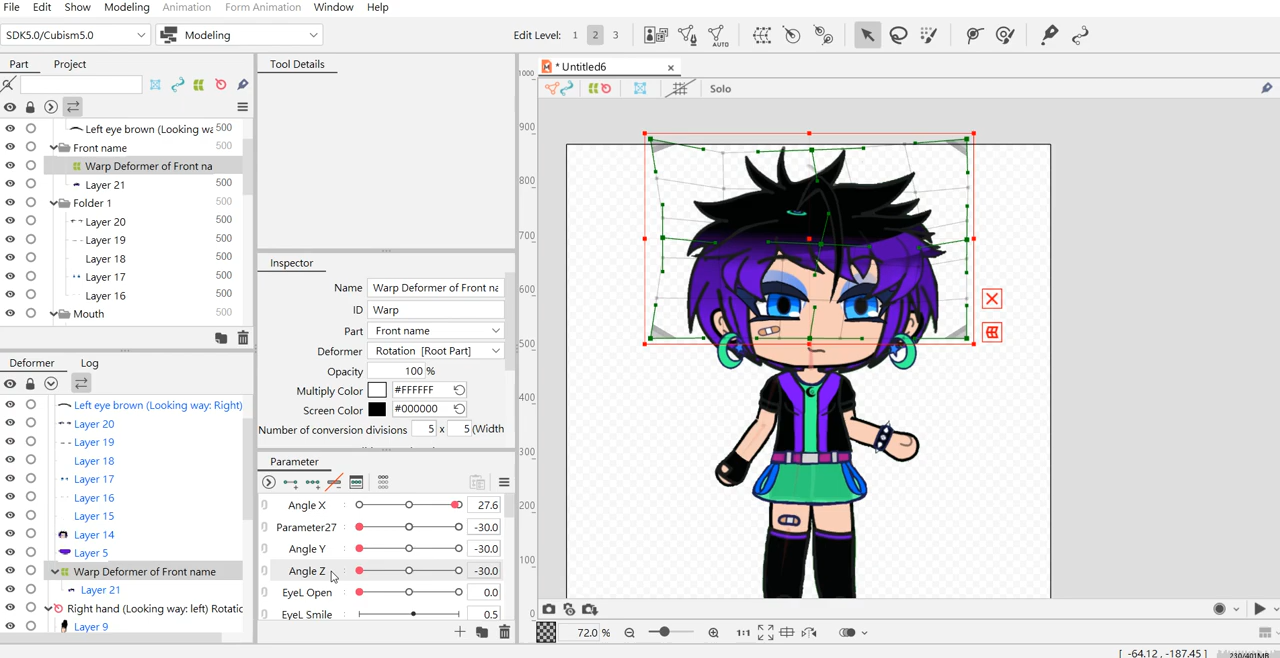 File Edit Show Modeling Animation Form Animation Window Help
SDK5.0/Cubism5.0 Modeling Edit Level: 1 2 3 AUTO
Part Project
Left eye brown (Looking wa 500
Front name 500
Warp Deformer of Front na
Layer 21 500
Folder 1 500
Layer 20 500
Layer 19 500
Layer 18 500
Layer 17 500
Layer 16 500
Mouth 500
Deformer Log
Left eye brown (Looking way: Right)
Layer 20
Layer 19
Layer 18
Layer 17
Layer 16
Layer 15
Layer 14
Layer 5
Warp Deformer of Front name
Layer 21
Right hand (Looking way: left) Rotatic
Layer 9
Tool Details
Inspector
Name Warp Deformer of Front na
ID Warp
Part Front name
Deformer Rotation [Root Part]
Opacity 100 %
Multiply Color #FFFFFF
Screen Color #000000
Number of conversion divisions 5 x 5 (Width
Parameter
Angle X : 27.6
Parameter27 : -30.0
Angle Y : -30.0
Angle Z : -30.0
EyeL Open : 0.0
EyeL Smile : 0.5
* Untitled6 x
Solo
1000
900
800
700
600
500
400
300
200
100
0
72.0 % 1:1
[ -64.12 , -187.45 ] 230/401MB